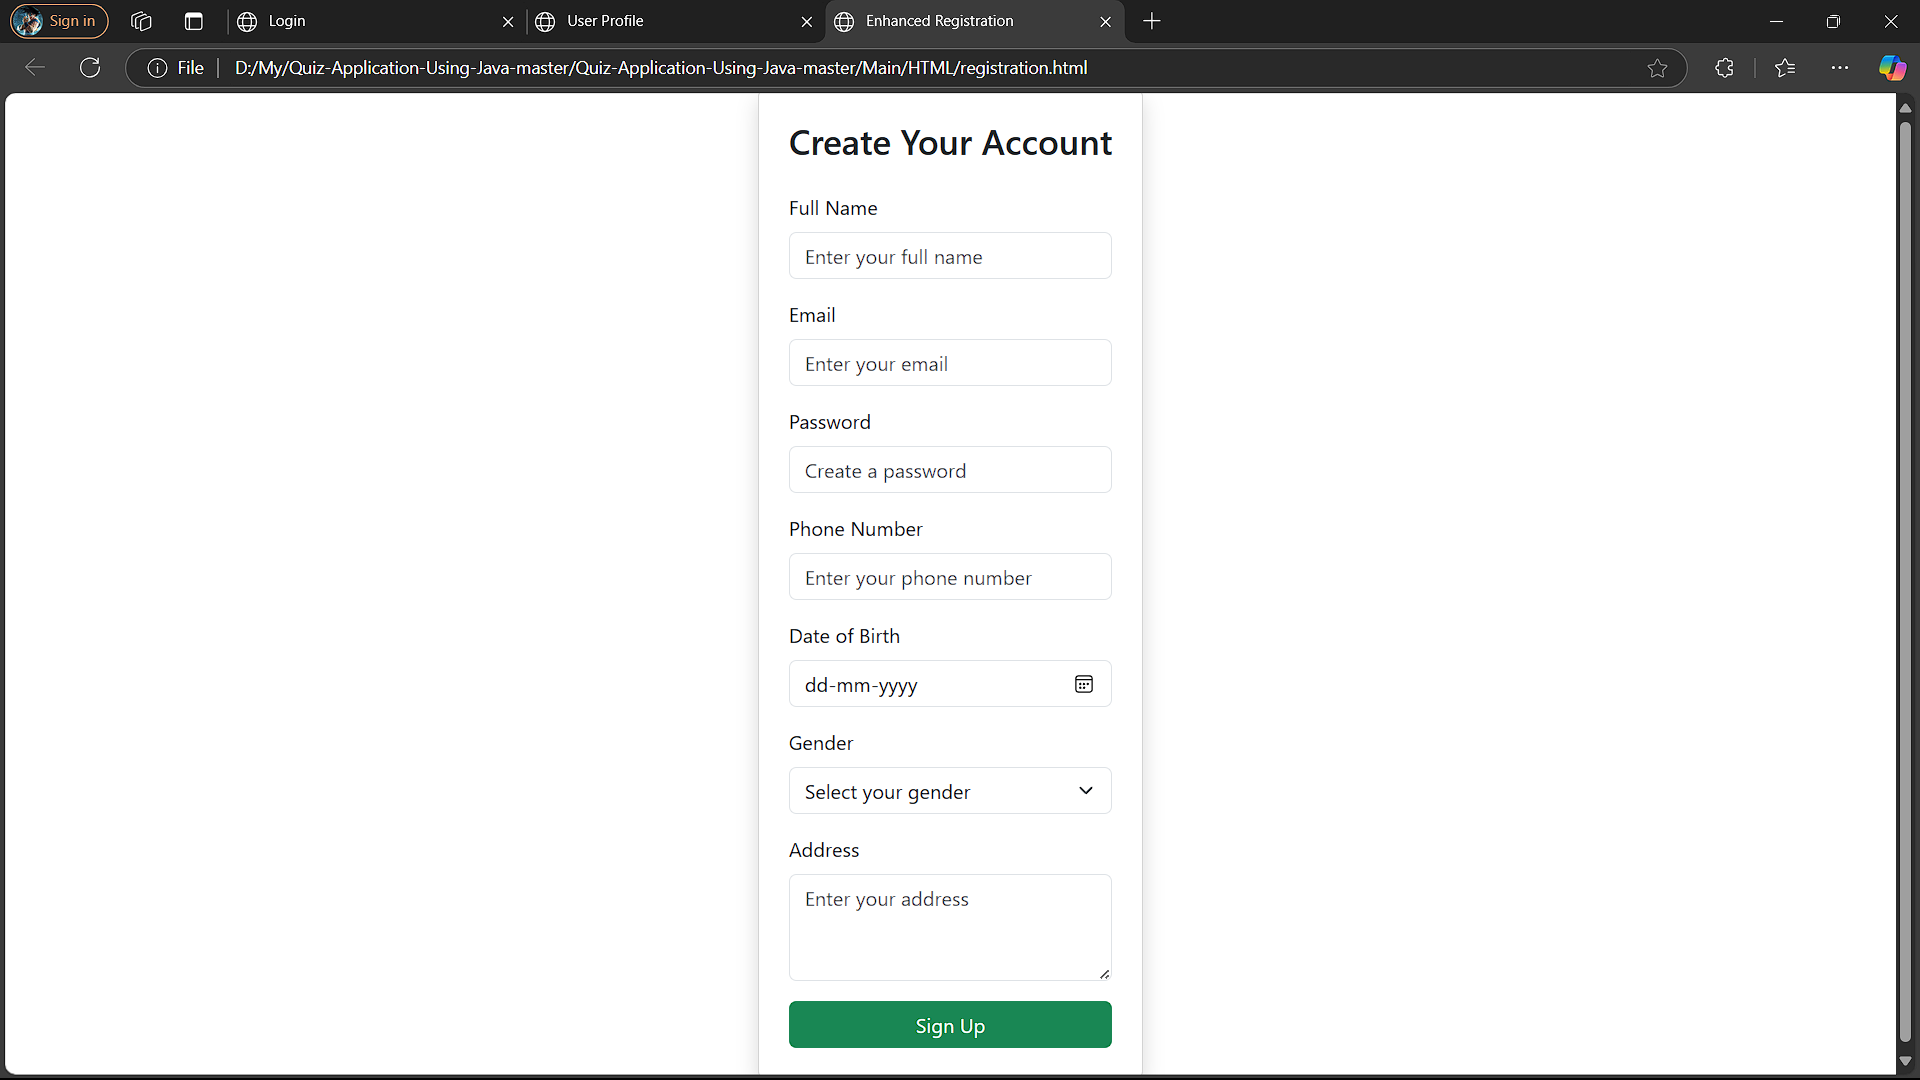 Sign in
Login
User Profile
Enhanced Registration
File
D:/My/Quiz-Application-Using-Java-master/Quiz-Application-Using-Java-master/Main/HTML/registration.html
Create Your Account
Full Name
Enter your full name
Email
Enter your email
Password
Create a password
Phone Number
Enter your phone number
Date of Birth
dd-mm-yyyy
Gender
Select your gender
Address
Enter your address
Sign Up